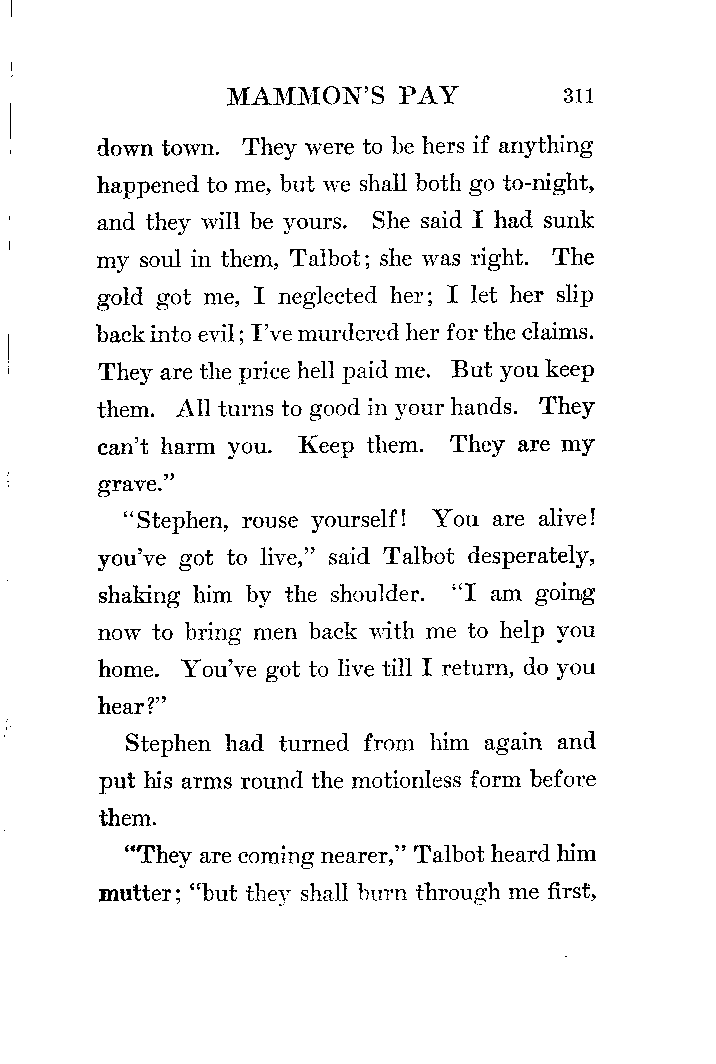 MAMMON'S PAY 311
down town. They were to be hers if anything
happened to me, but we shall both go to-night,
and they will be yours. She said I had sunk
my soul in them, Talbot; she was right. The
gold got me, I neglected her; I let her slip
back into evil; I've murdered her for the claims.
They are the price hell paid me. But you keep
them. All turns to good in your hands. They
can't harm you. Keep them. They are my
grave."
"Stephen, rouse yourself! You are alive!
you've got to live," said Talbot desperately,
shaking him by the shoulder. "I am going
now to bring men back with me to help you
home. You've got to live till I return, do you
hear?"
Stephen had turned from him again and
put his arms round the motionless form before
them.
"They are coming nearer," Talbot heard him
mutter; "but they shall burn through me first,